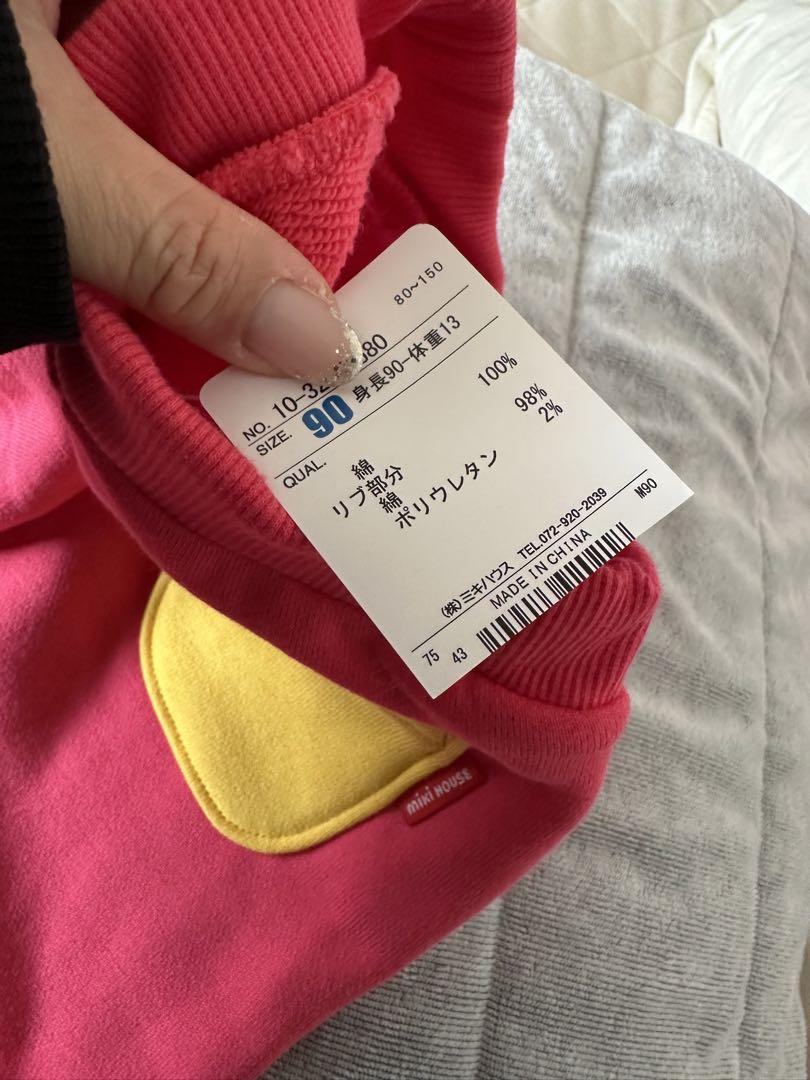 80~150
NO. 10-32 80
SIZE. 90 身長90-体重13
QUAL.
綿 100%
リブ部分
綿 98%
ポリウレタン 2%
(株)ミキハウス TEL.072-920-2039
MADE IN CHINA M90
75 43
miki HOUSE